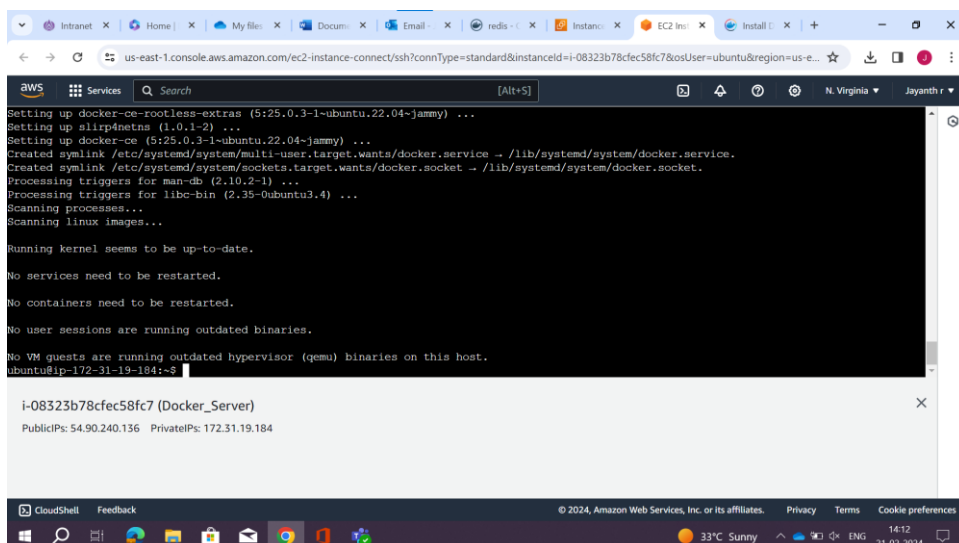 Intranet
Home |
My files
Docume
Email -
redis - C
Instance
EC2 Inst
Install D
us-east-1.console.aws.amazon.com/ec2-instance-connect/ssh?connType=standard&instanceId=i-08323b78cfec58fc7&osUser=ubuntu&region=us-e...
J
aws Services Search [Alt+S] N. Virginia ▼ Jayanth r ▼
Setting up docker-ce-rootless-extras (5:25.0.3-1~ubuntu.22.04~jammy) ...
Setting up slirp4netns (1.0.1-2) ...
Setting up docker-ce (5:25.0.3-1~ubuntu.22.04~jammy) ...
Created symlink /etc/systemd/system/multi-user.target.wants/docker.service → /lib/systemd/system/docker.service.
Created symlink /etc/systemd/system/sockets.target.wants/docker.socket → /lib/systemd/system/docker.socket.
Processing triggers for man-db (2.10.2-1) ...
Processing triggers for libc-bin (2.35-0ubuntu3.4) ...
Scanning processes...
Scanning linux images...
Running kernel seems to be up-to-date.
No services need to be restarted.
No containers need to be restarted.
No user sessions are running outdated binaries.
No VM guests are running outdated hypervisor (qemu) binaries on this host.
ubuntu@ip-172-31-19-184:~$
i-08323b78cfec58fc7 (Docker_Server)
PublicIPs: 54.90.240.136 PrivateIPs: 172.31.19.184
CloudShell Feedback © 2024, Amazon Web Services, Inc. or its affiliates. Privacy Terms Cookie preferences
33°C Sunny ENG 14:12